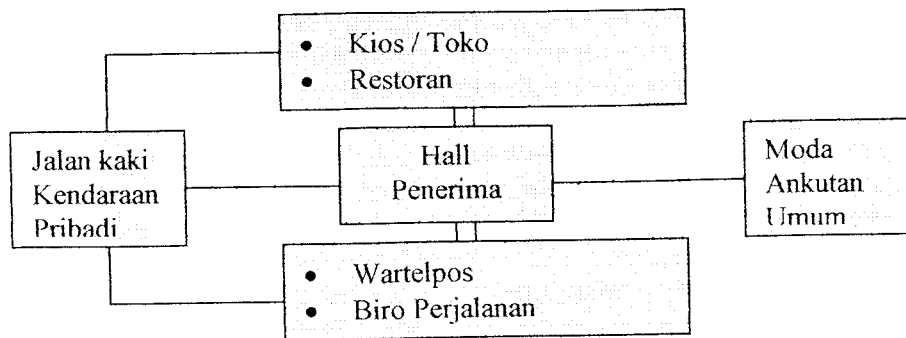 • Kios / Toko
• Restoran
Jalan kaki
Kendaraan
Pribadi
Hall
Penerima
Moda
Ankutan
Umum
• Wartelpos
• Biro Perjalanan